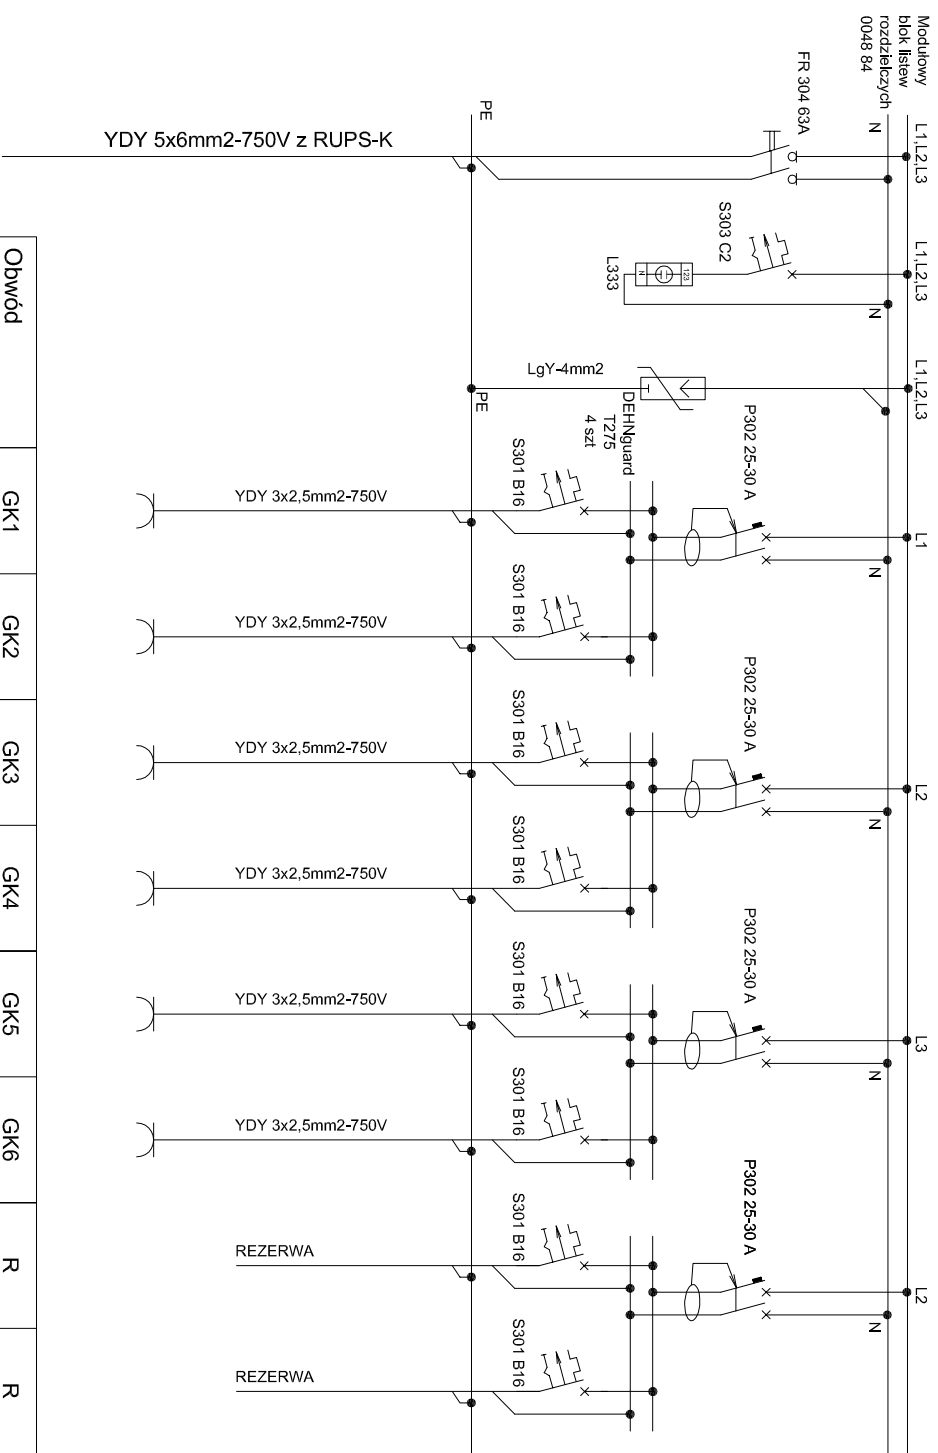 Modułowy
blok listew
rozdzielczych
0048 84
L1,L2,L3
L1,L2,L3
L1,L2,L3
L1
L2
L3
L2
N
N
N
N
N
N
FR 304 63A
S303 C2
L333
123
N
LgY-4mm2
DEHNguard
T275
4 szt
P302 25-30 A
P302 25-30 A
P302 25-30 A
P302 25-30 A
S301 B16
S301 B16
S301 B16
S301 B16
S301 B16
S301 B16
S301 B16
S301 B16
PE
PE
YDY 5x6mm2-750V z RUPS-K
YDY 3x2,5mm2-750V
YDY 3x2,5mm2-750V
YDY 3x2,5mm2-750V
YDY 3x2,5mm2-750V
YDY 3x2,5mm2-750V
YDY 3x2,5mm2-750V
REZERWA
REZERWA
Obwód
GK1
GK2
GK3
GK4
GK5
GK6
R
R